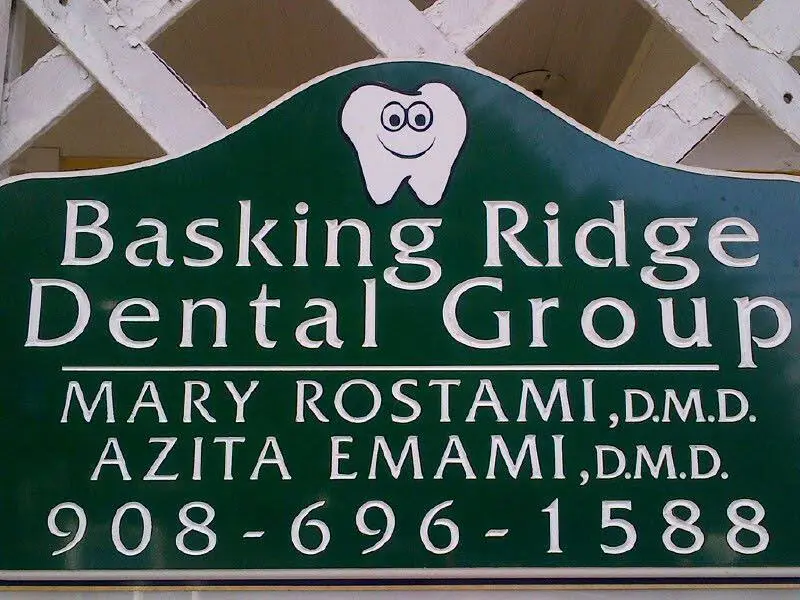 Basking Ridge
Dental Group
MARY ROSTAMI, D.M.D.
AZITA EMAMI, D.M.D.
908-696-1588